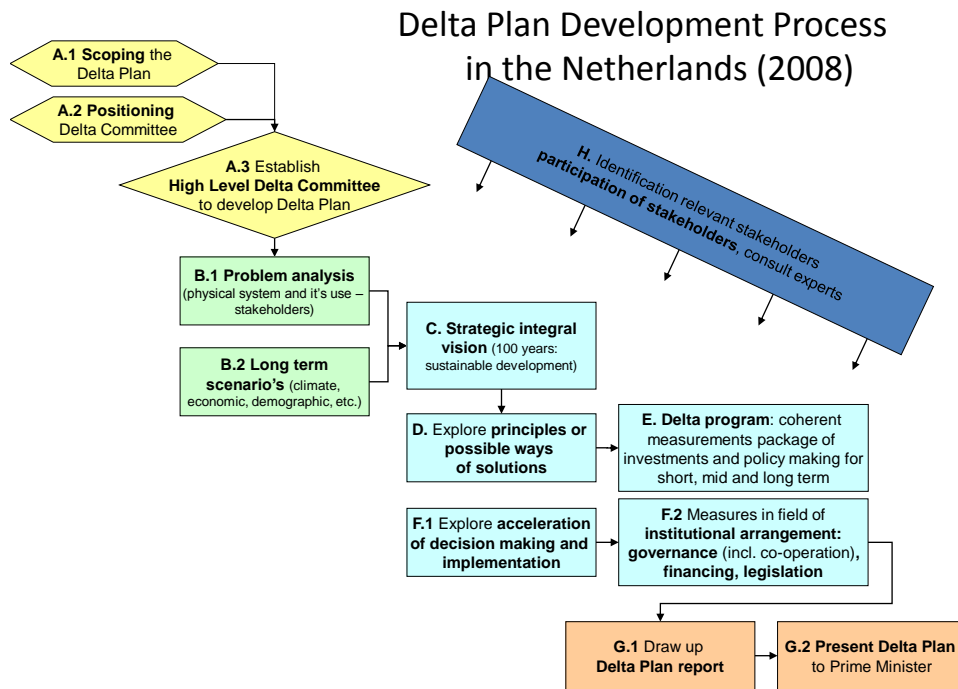 Delta Plan Development Process
in the Netherlands (2008)
A.1 Scoping the
Delta Plan
A.2 Positioning
Delta Committee
A.3 Establish
High Level Delta Committee
to develop Delta Plan
H. Identification relevant stakeholders
participation of stakeholders, consult experts
B.1 Problem analysis
(physical system and it's use –
stakeholders)
B.2 Long term
scenario's (climate,
economic, demographic, etc.)
C. Strategic integral
vision (100 years:
sustainable development)
D. Explore principles or
possible ways
of solutions
E. Delta program: coherent
measurements package of
investments and policy making for
short, mid and long term
F.1 Explore acceleration
of decision making and
implementation
F.2 Measures in field of
institutional arrangement:
governance (incl. co-operation),
financing, legislation
G.1 Draw up
Delta Plan report
G.2 Present Delta Plan
to Prime Minister